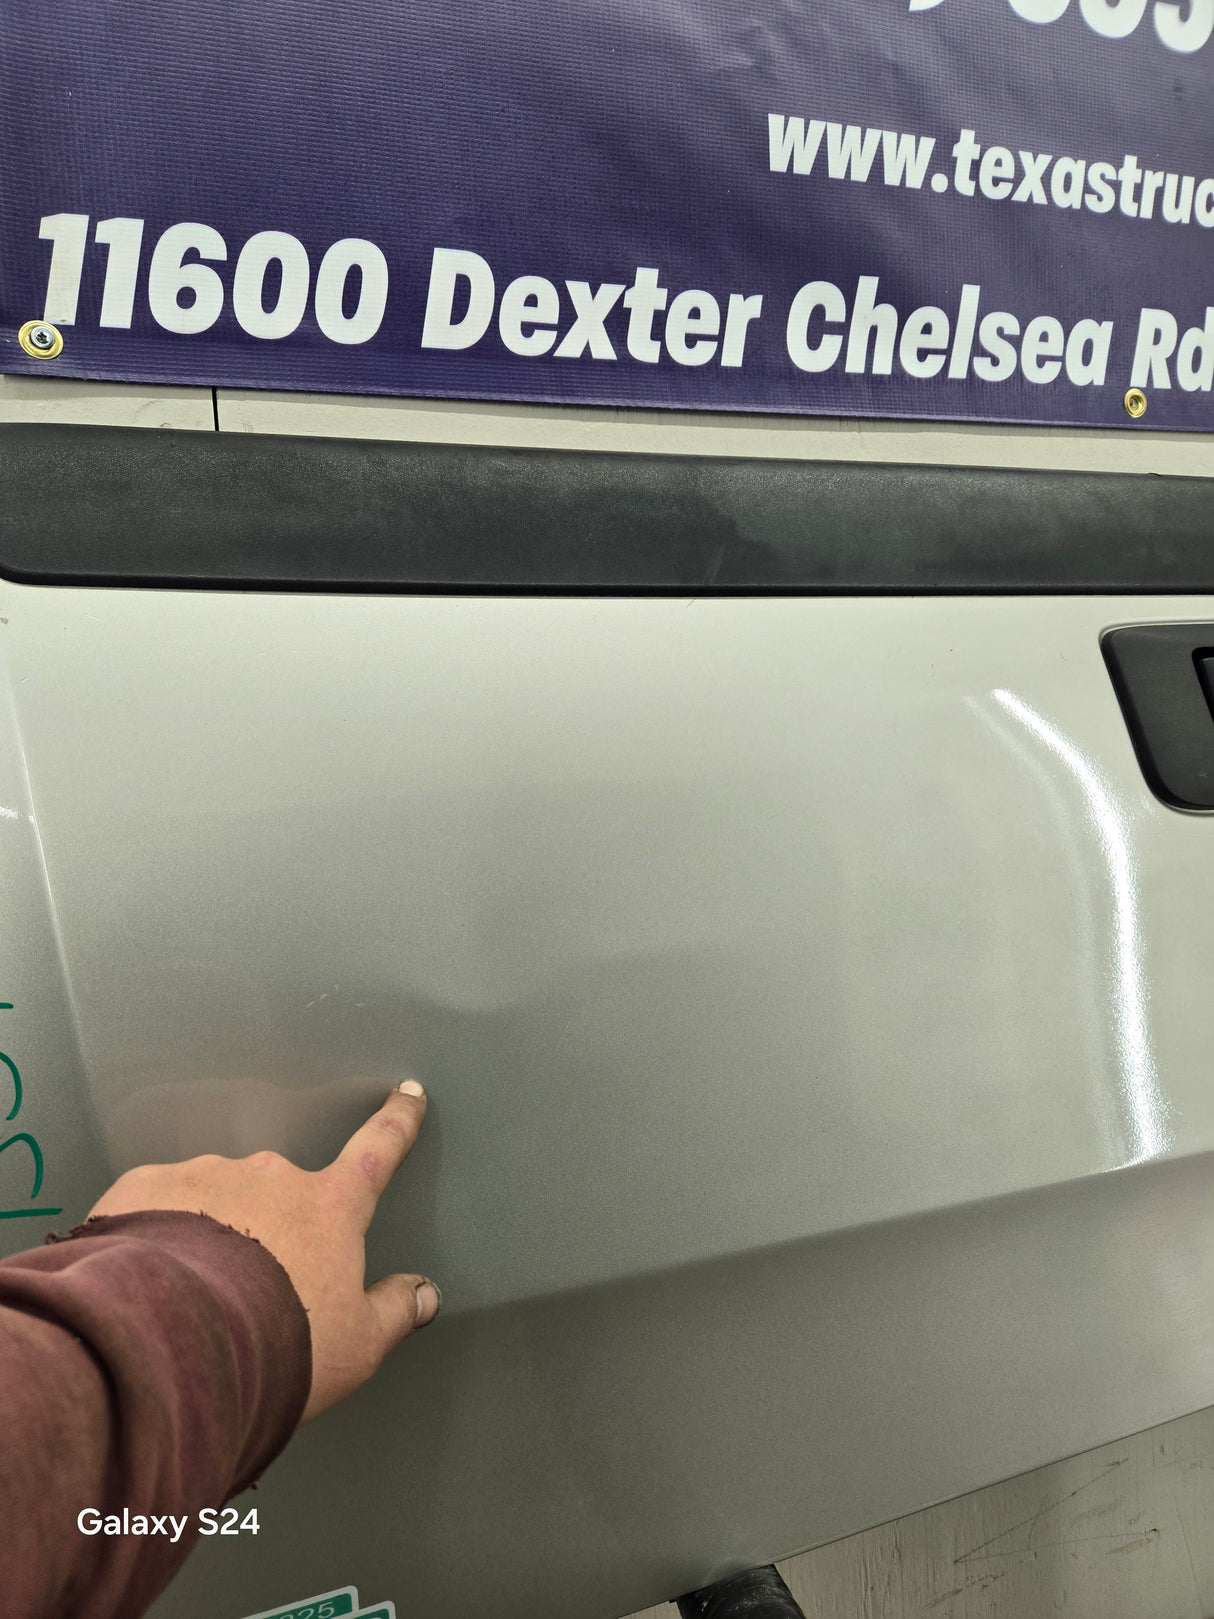 www.texastruc
11600 Dexter Chelsea Rd
Galaxy S24